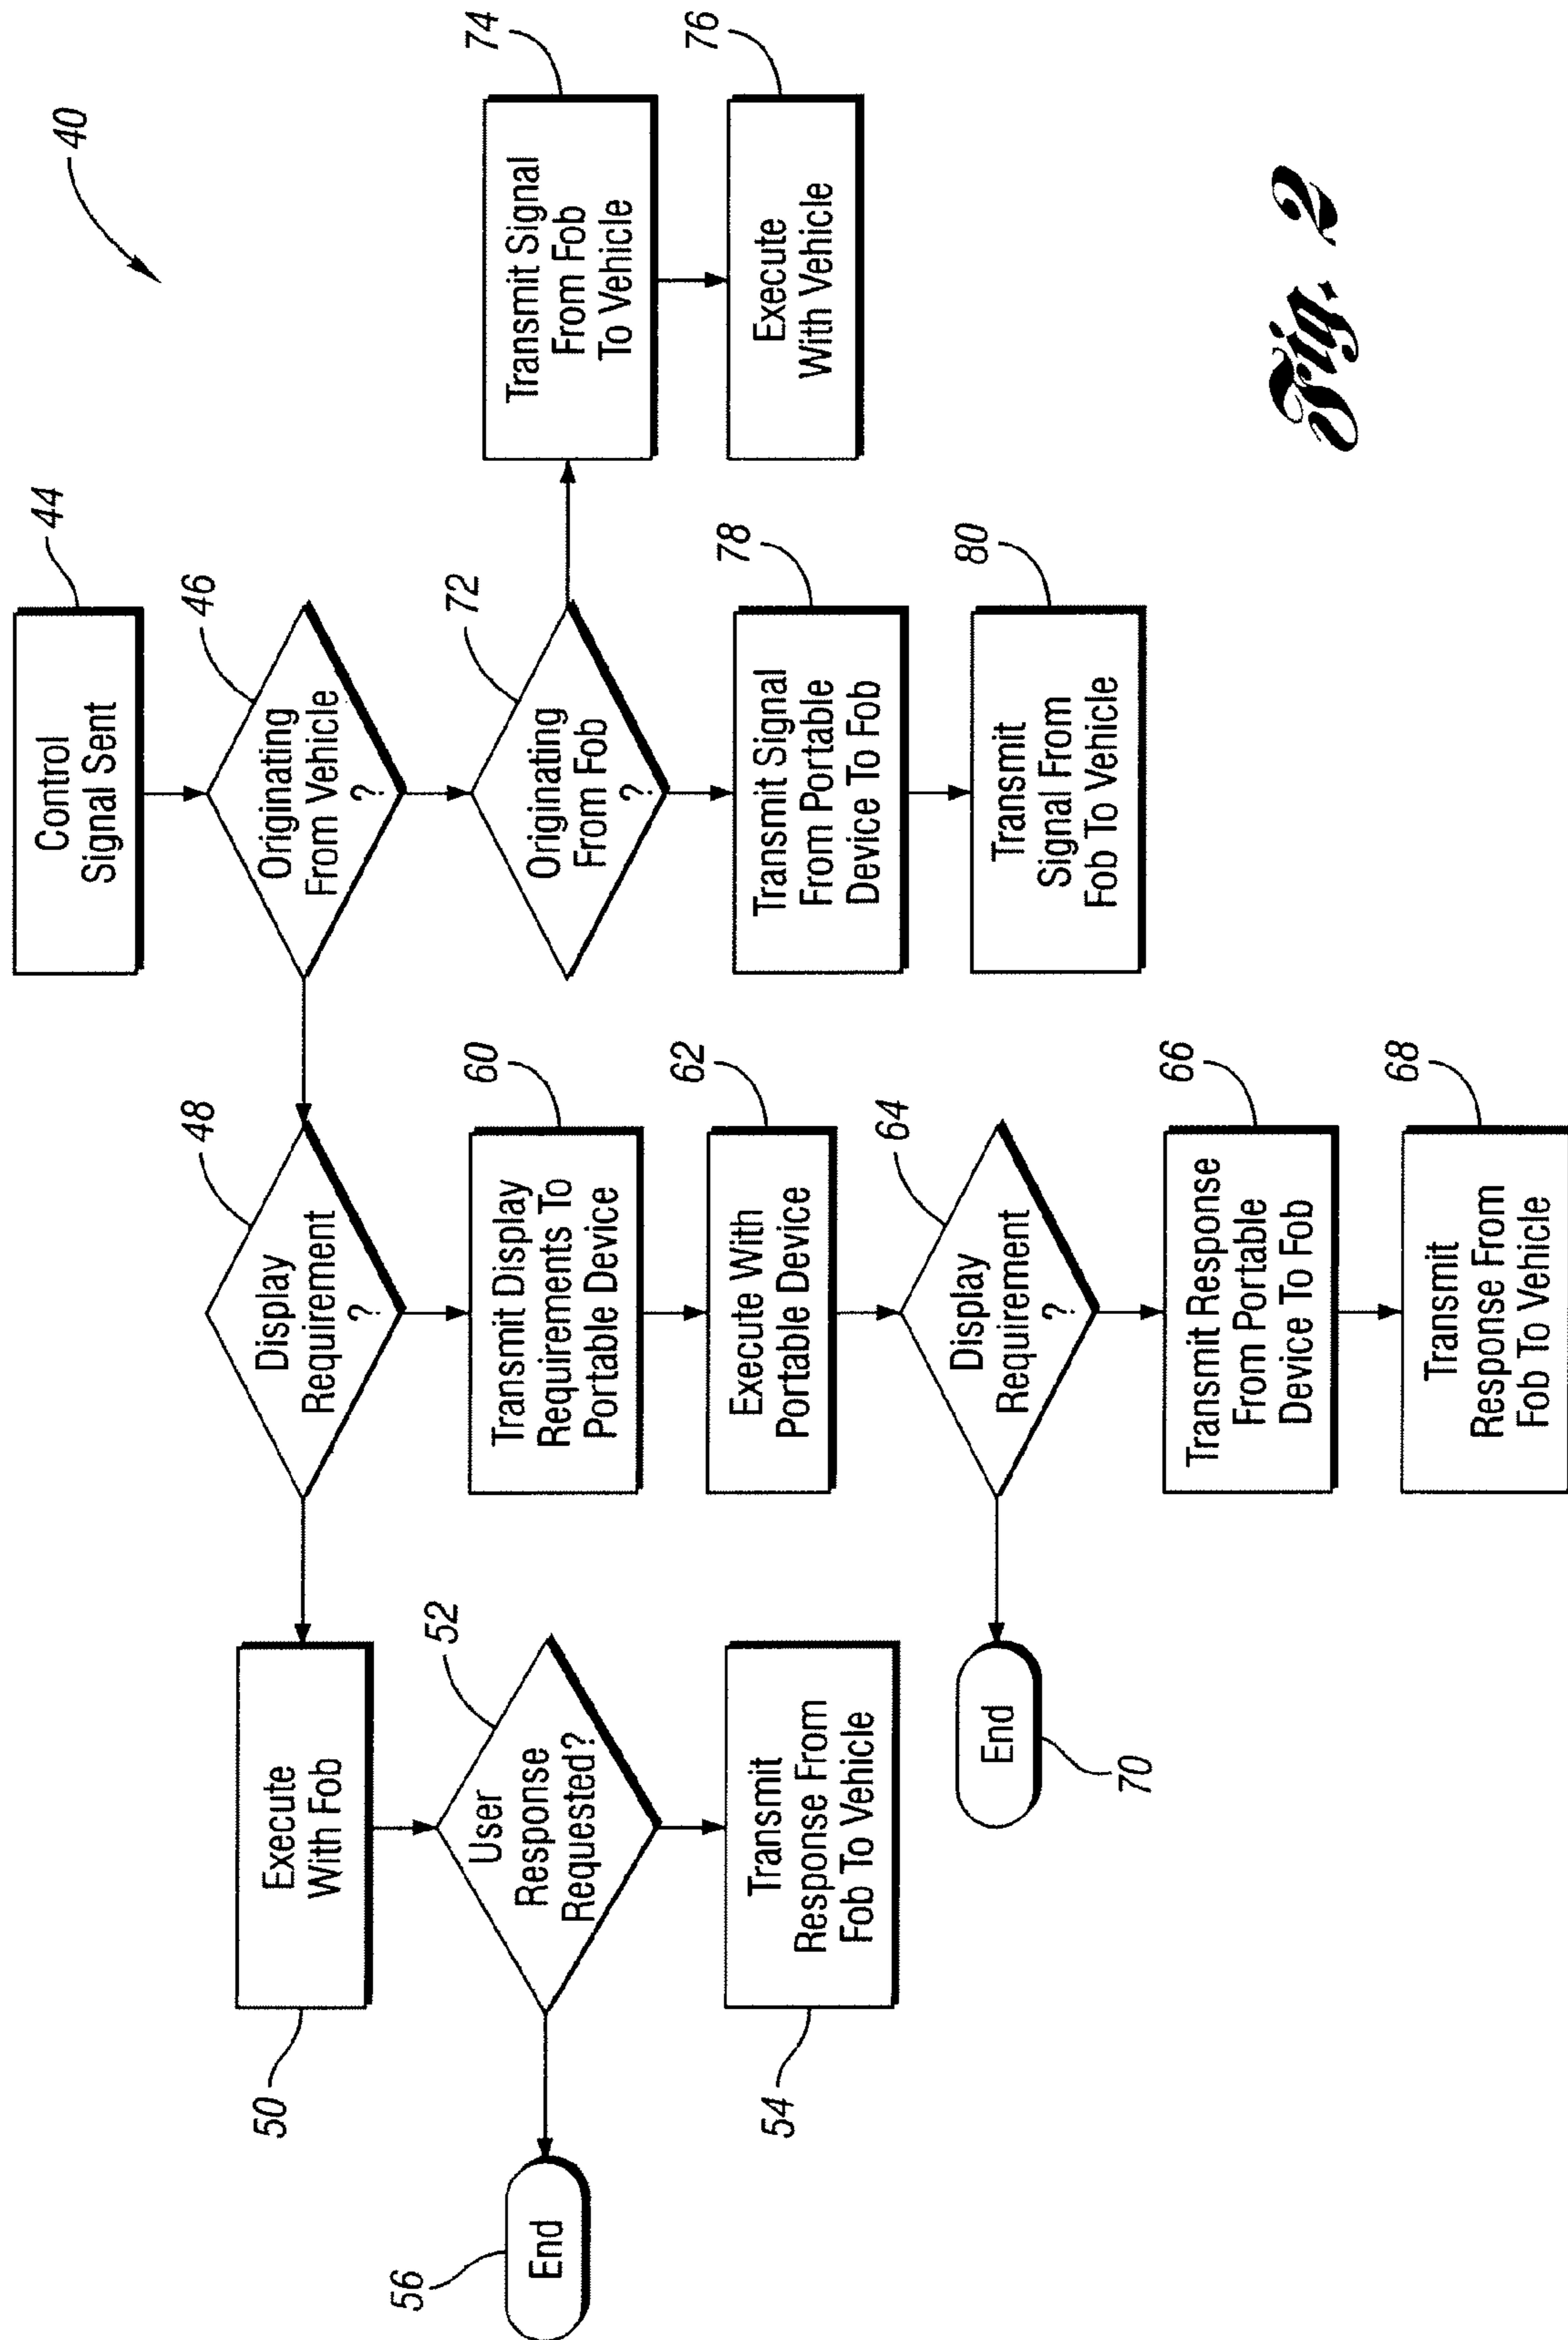 40
Control
Signal Sent
44
Originating
From Vehicle
?
46
Display
Requirement
?
48
Execute
With Fob
50
User
Response
Requested?
52
Transmit
Response From
Fob To Vehicle
54
End
56
Transmit Display
Requirements To
Portable Device
60
Execute With
Portable Device
62
Display
Requirement
?
64
Transmit Response
From Portable
Device To Fob
66
Transmit
Response From
Fob To Vehicle
68
End
70
Originating
From Fob
?
72
Transmit Signal
From Fob
To Vehicle
74
Execute
With Vehicle
76
Transmit Signal
From Portable
Device To Fob
78
Transmit
Signal From
Fob To Vehicle
80
Fig. 2